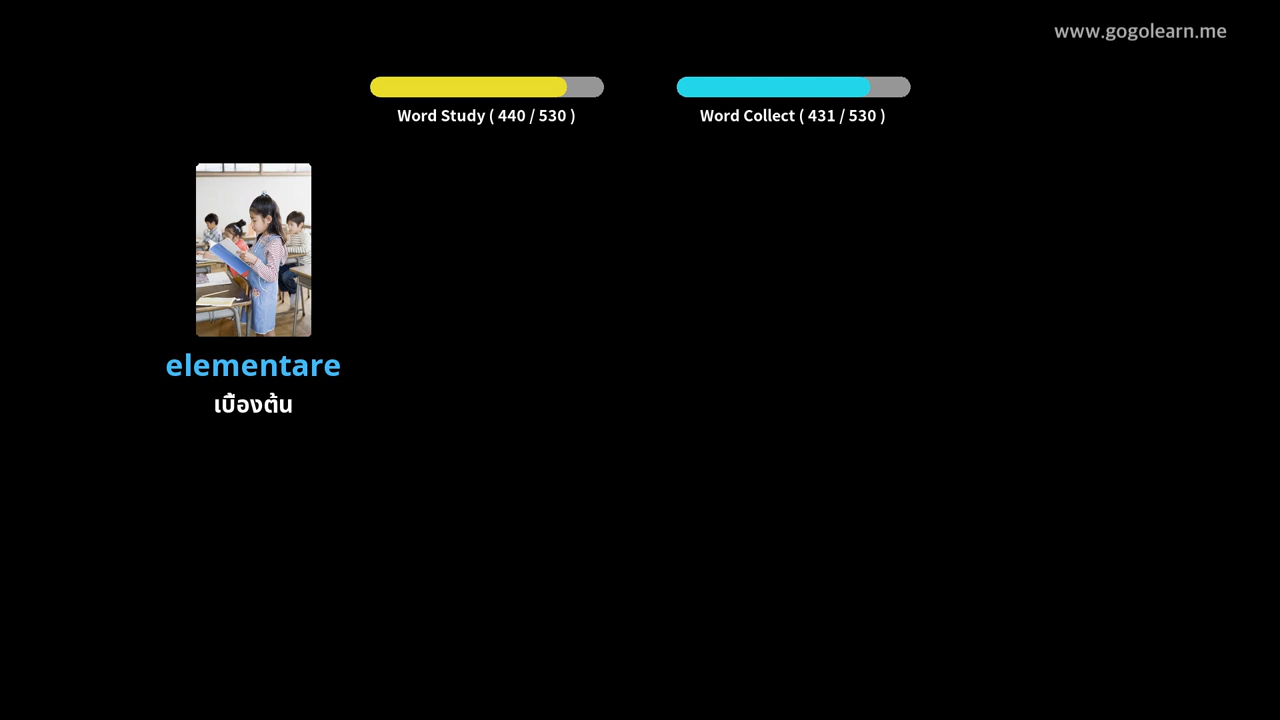 www.gogolearn.me
Word Study ( 440 / 530 )
Word Collect ( 431 / 530 )
elementare
เบื้องต้น